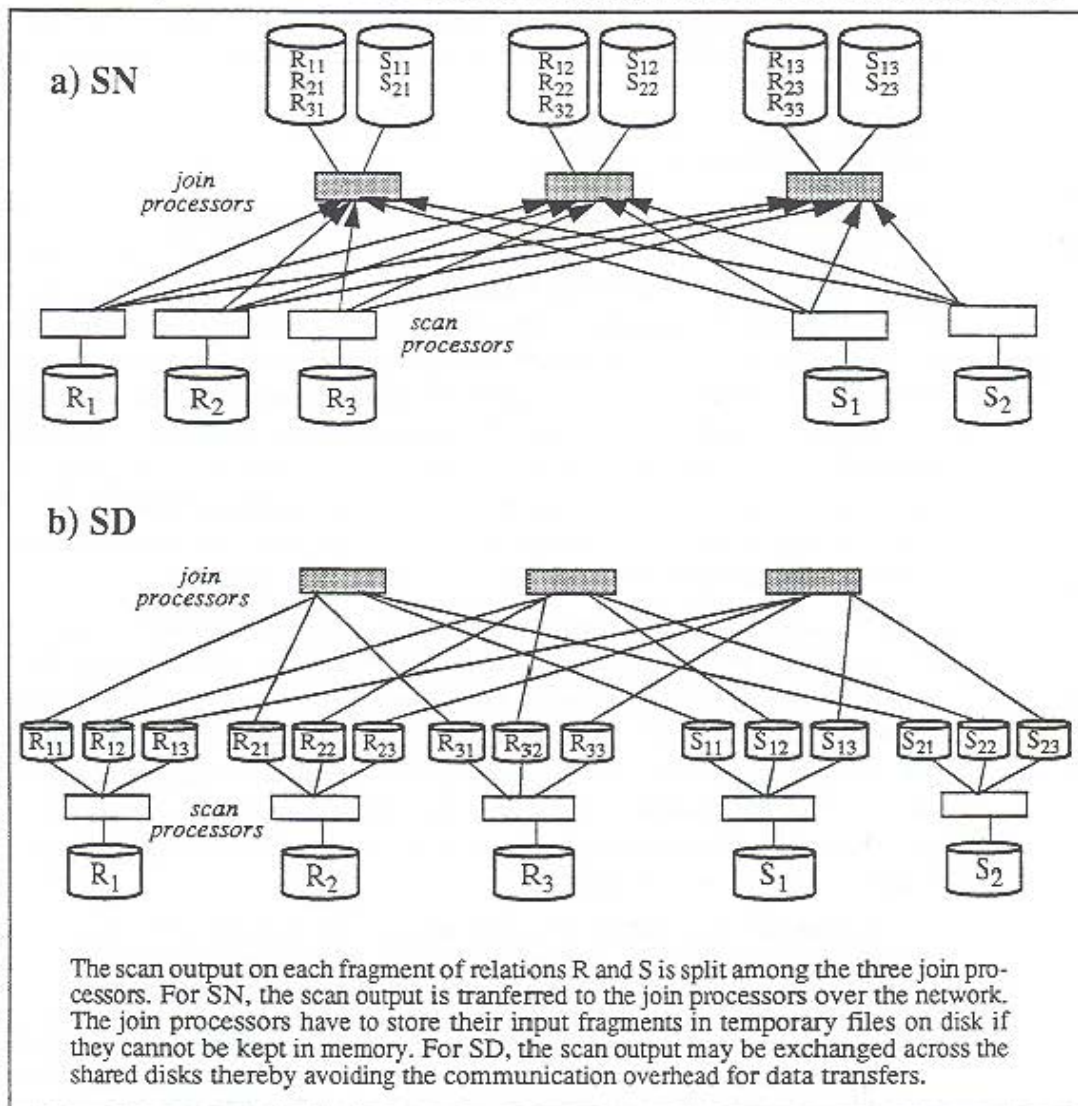 a) SN
R11 S11 R12 S12 R13 S13
R21 S21 R22 S22 R23 S23
R31 R32 R33
join
processors
scan
processors
R1 R2 R3 S1 S2
b) SD
join
processors
R11 R12 R13 R21 R22 R23 R31 R32 R33 S11 S12 S13 S21 S22 S23
scan
processors
R1 R2 R3 S1 S2
The scan output on each fragment of relations R and S is split among the three join pro-
cessors. For SN, the scan output is tranferred to the join processors over the network.
The join processors have to store their input fragments in temporary files on disk if
they cannot be kept in memory. For SD, the scan output may be exchanged across the
shared disks thereby avoiding the communication overhead for data transfers.